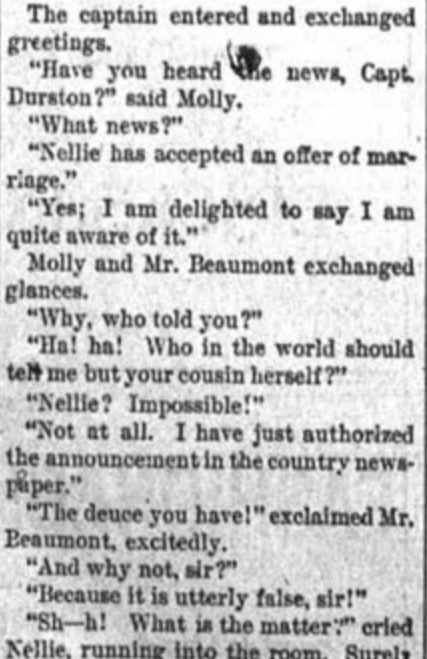 The captain entered and exchanged
greetings.
"Have you heard the news, Capt.
Durston?" said Molly.
"What news?"
"Nellie has accepted an offer of mar-
riage."
"Yes; I am delighted to say I am
quite aware of it."
Molly and Mr. Beaumont exchanged
glances.
"Why, who told you?"
"Ha! ha! Who in the world should
tell me but your cousin herself?"
"Nellie? Impossible!"
"Not at all. I have just authorized
the announcement in the country news-
paper."
"The deuce you have!" exclaimed Mr.
Beaumont, excitedly.
"And why not, sir?"
"Because it is utterly false, sir!"
"Sh—h! What is the matter?" cried
Nellie, running into the room. Surely